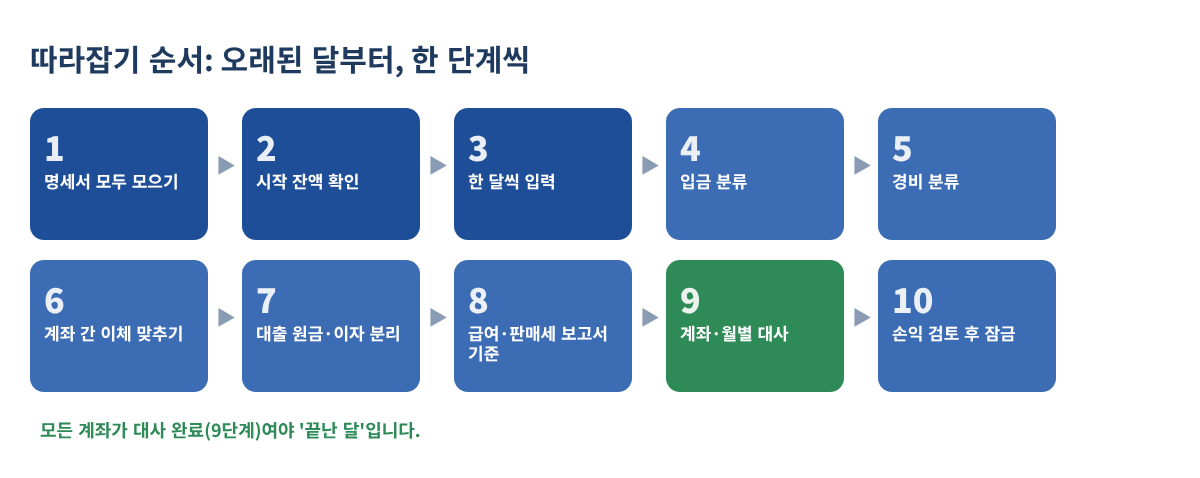 따라잡기 순서: 오래된 달부터, 한 단계씩
1
명세서 모두 모으기
2
시작 잔액 확인
3
한 달씩 입력
4
입금 분류
5
경비 분류
6
계좌 간 이체 맞추기
7
대출 원금·이자 분리
8
급여·판매세 보고서
기준
9
계좌·월별 대사
10
손익 검토 후 잠금
모든 계좌가 대사 완료(9단계)여야 '끝난 달'입니다.